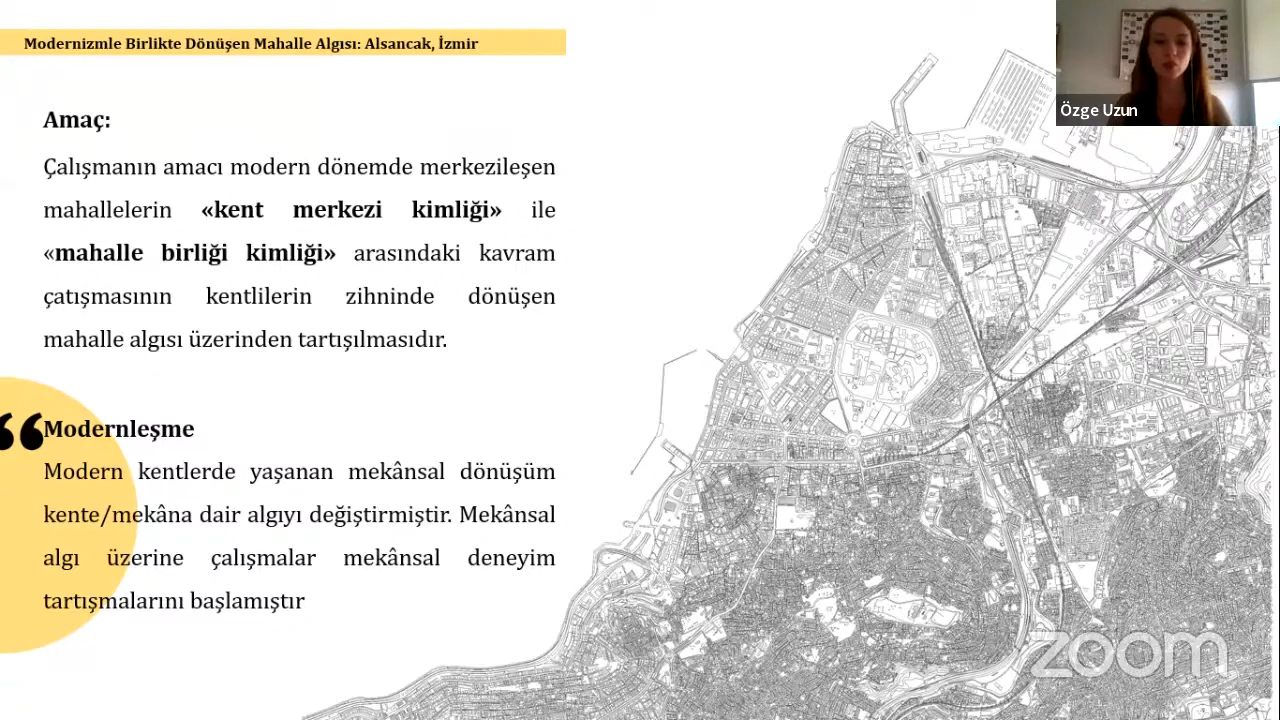 Modernizmle Birlikte Dönüşen Mahalle Algısı: Alsancak, İzmir
Özge Uzun
Amaç:
Çalışmanın amacı modern dönemde merkezileşen
mahallelerin «kent merkezi kimliği» ile
«mahalle birliği kimliği» arasındaki kavram
çatışmasının kentlilerin zihninde dönüşen
mahalle algısı üzerinden tartışılmasıdır.
Modernleşme
Modern kentlerde yaşanan mekânsal dönüşüm
kente/mekâna dair algıyı değiştirmiştir. Mekânsal
algı üzerine çalışmalar mekânsal deneyim
tartışmalarını başlamıştır
zoom